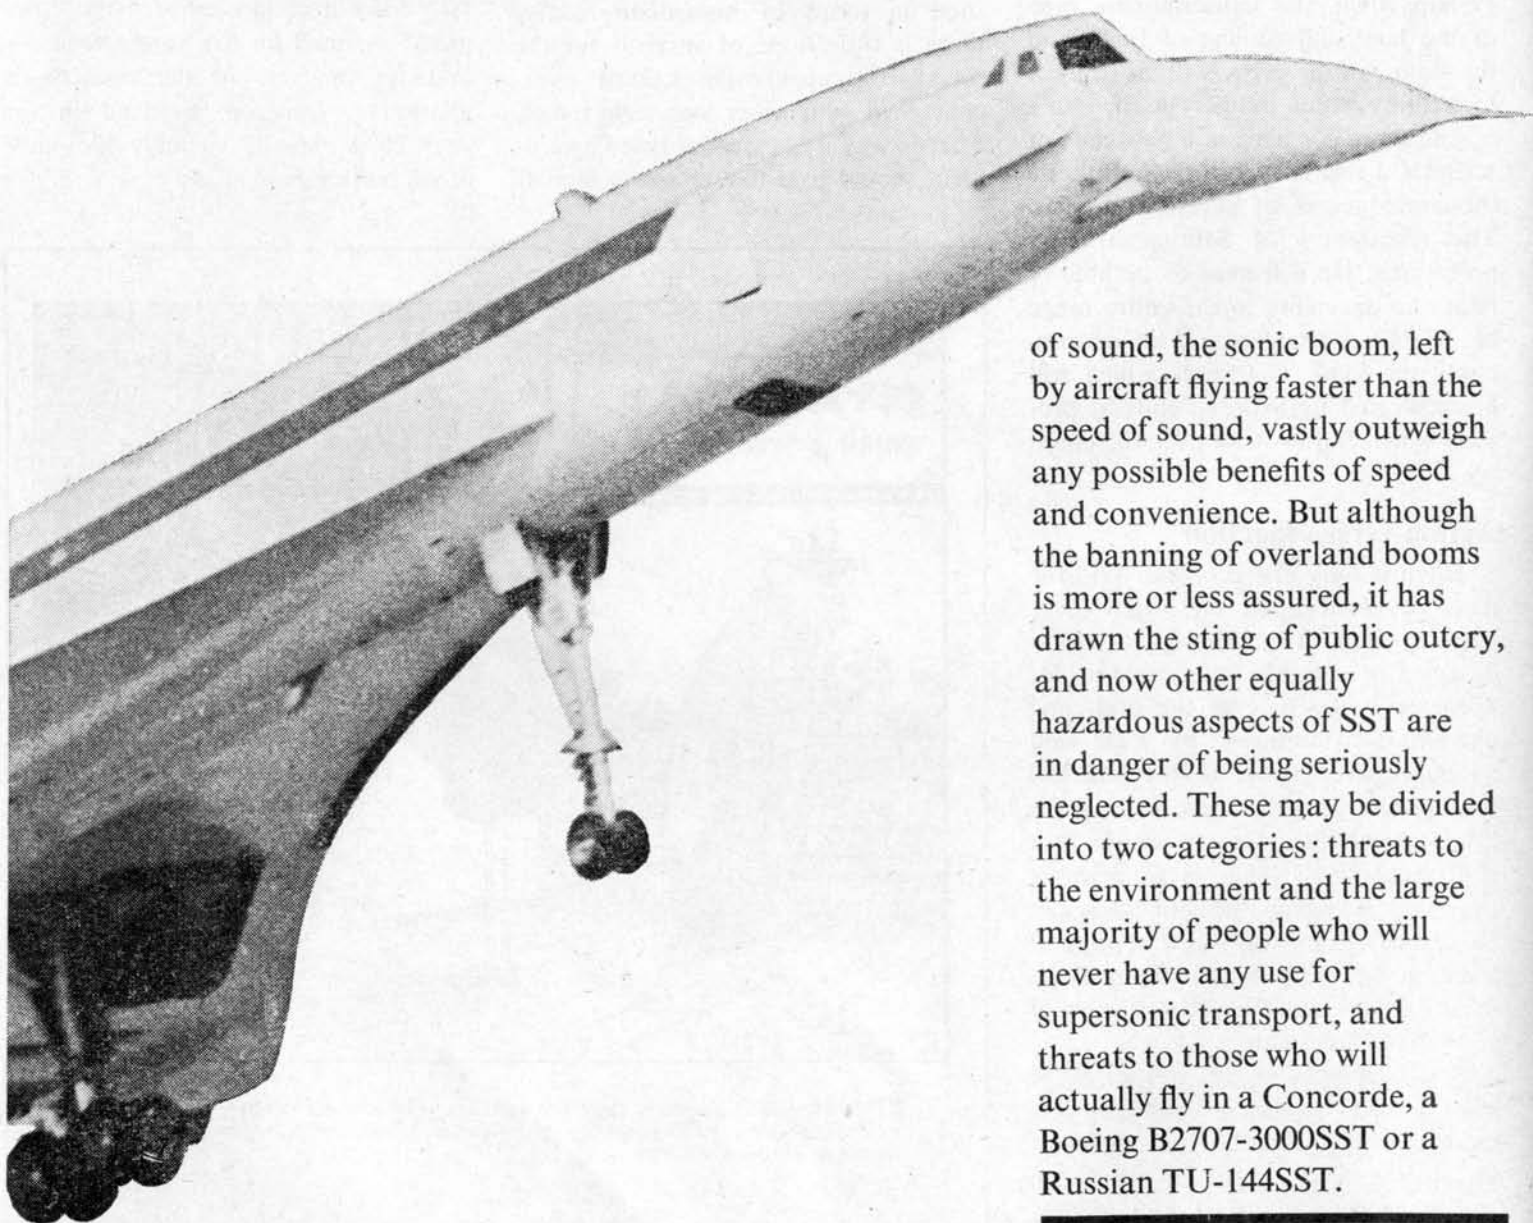 of sound, the sonic boom, left
by aircraft flying faster than the
speed of sound, vastly outweigh
any possible benefits of speed
and convenience. But although
the banning of overland booms
is more or less assured, it has
drawn the sting of public outcry,
and now other equally
hazardous aspects of SST are
in danger of being seriously
neglected. These may be divided
into two categories: threats to
the environment and the large
majority of people who will
never have any use for
supersonic transport, and
threats to those who will
actually fly in a Concorde, a
Boeing B2707-3000SST or a
Russian TU-144SST.